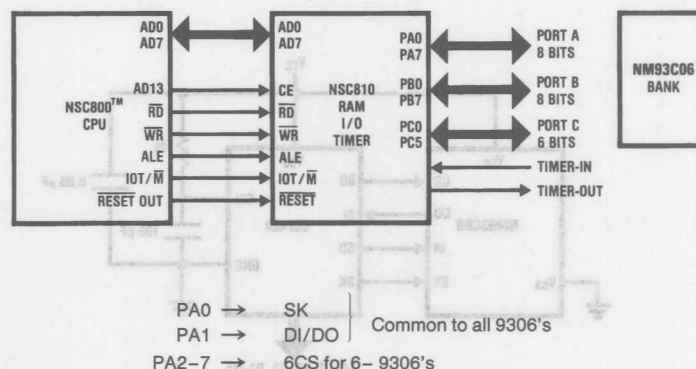 AD0
AD7
AD13
NSC800™
CPU
RD
WR
ALE
IOT/M
RESET OUT
AD0
AD7
CE
RD
WR
ALE
IOT/M
RESET
NSC810
RAM
I/O
TIMER
PA0
PA7
PB0
PB7
PC0
PC5
PORT A
8 BITS
PORT B
8 BITS
PORT C
6 BITS
TIMER-IN
TIMER-OUT
NM93C06
BANK
PA0 → SK
PA1 → DI/DO
Common to all 9306's
PA2–7 → 6CS for 6– 9306's